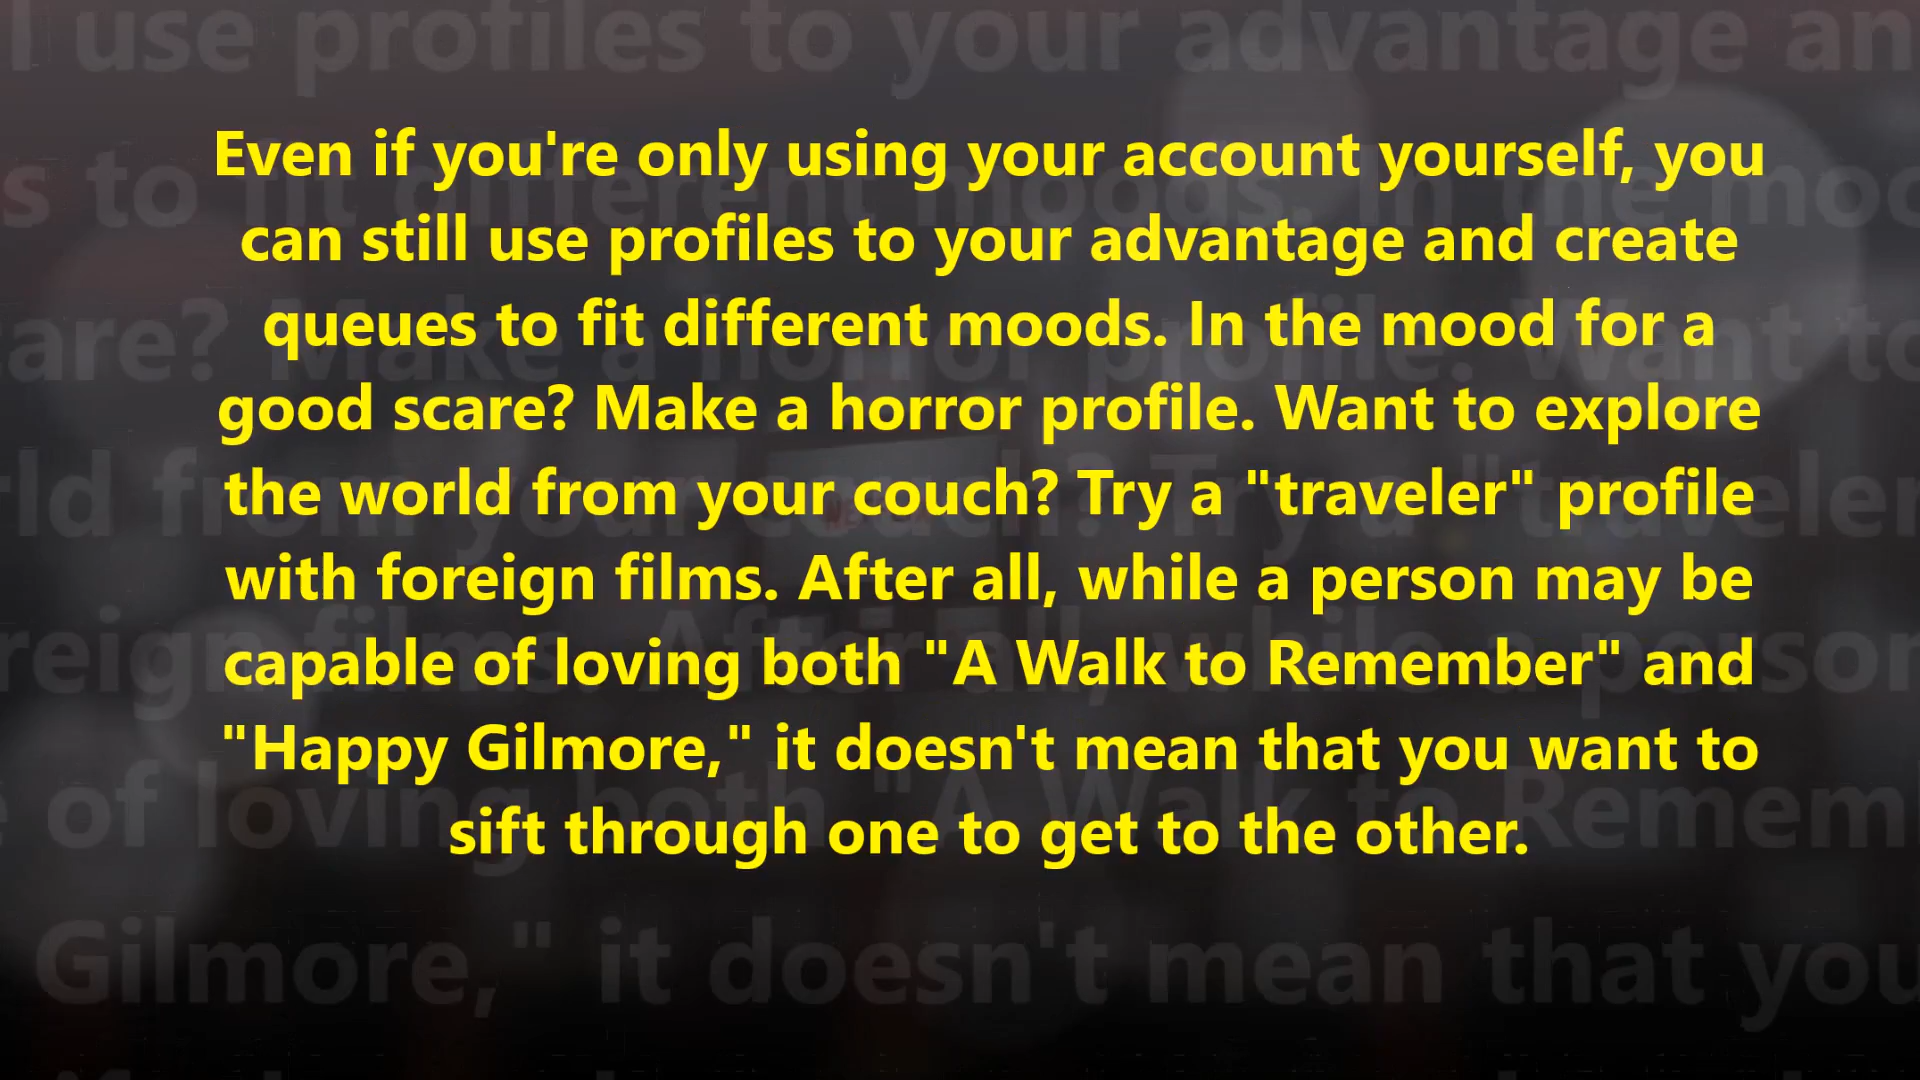 Even if you're only using your account yourself, you
can still use profiles to your advantage and create
queues to fit different moods. In the mood for a
good scare? Make a horror profile. Want to explore
the world from your couch? Try a "traveler" profile
with foreign films. After all, while a person may be
capable of loving both "A Walk to Remember" and
"Happy Gilmore," it doesn't mean that you want to
sift through one to get to the other.